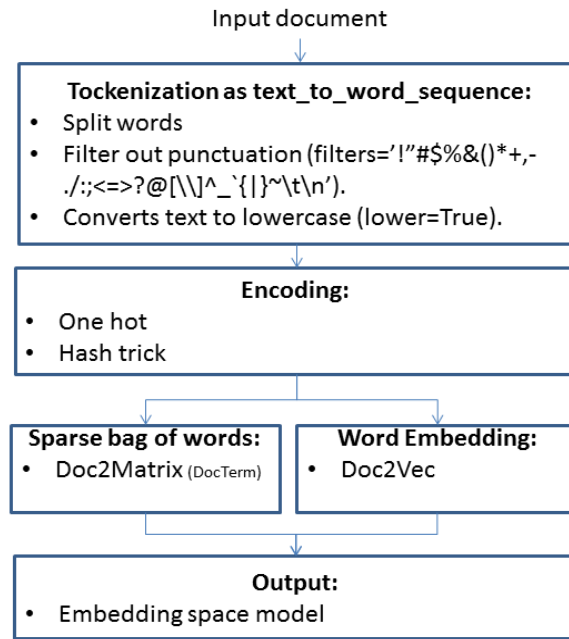 Input document
Tockenization as text_to_word_sequence:
• Split words
• Filter out punctuation (filters=’!”#$%&()*+,-
./:;<=>?@[\\]^_`{|}~\t\n’).
• Converts text to lowercase (lower=True).
Encoding:
• One hot
• Hash trick
Sparse bag of words:
• Doc2Matrix (DocTerm)
Word Embedding:
• Doc2Vec
Output:
• Embedding space model